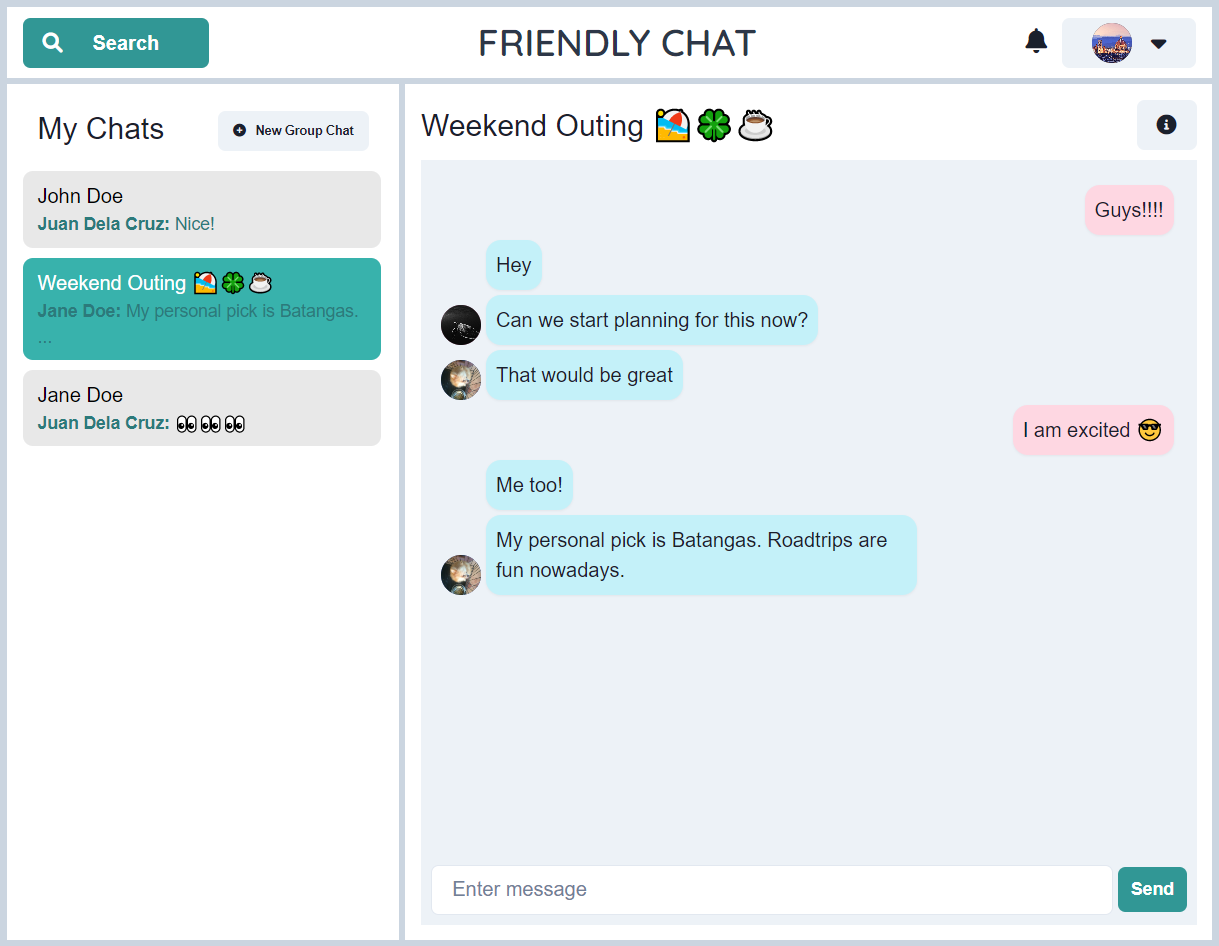 Search
FRIENDLY CHAT
My Chats
New Group Chat
John Doe
Juan Dela Cruz: Nice!
Weekend Outing 🏖️🍀☕
Jane Doe: My personal pick is Batangas.
...
Jane Doe
Juan Dela Cruz: 👀👀👀
Weekend Outing 🏖️🍀☕
Guys!!!!
Hey
Can we start planning for this now?
That would be great
I am excited 😎
Me too!
My personal pick is Batangas. Roadtrips are
fun nowadays.
Enter message
Send